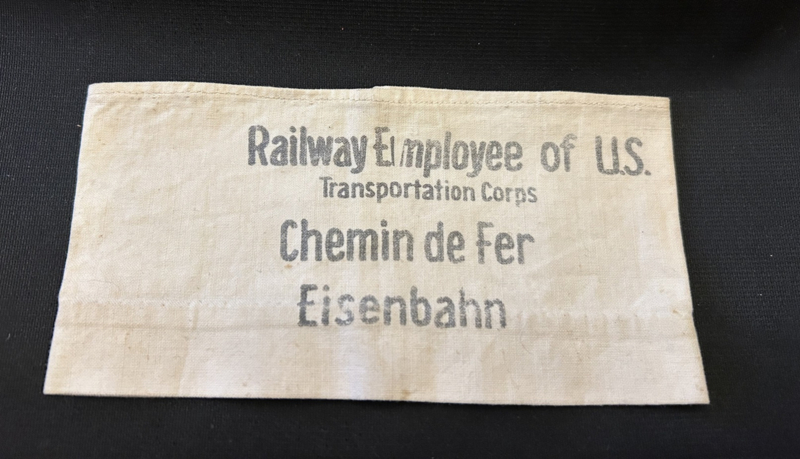 Railway Employee of U.S.
Transportation Corps
Chemin de Fer
Eisenbahn